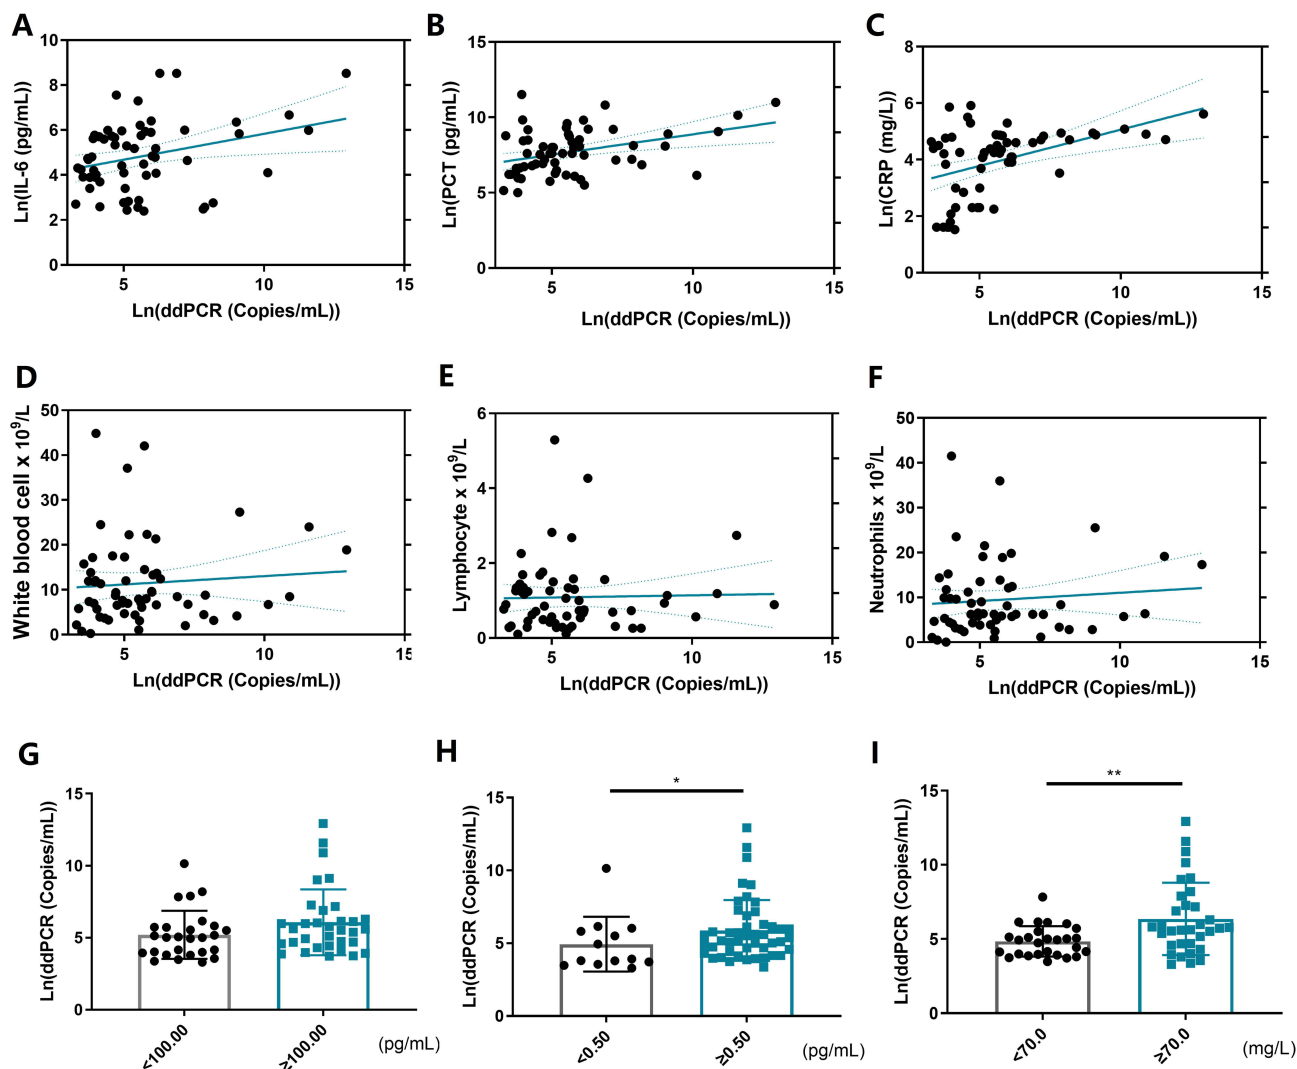 A
B
C
Ln(IL-6 (pg/mL))
10
8
6
4
2
0
5
10
15
Ln(ddPCR (Copies/mL))
Ln(PCT (pg/mL))
15
10
5
0
5
10
15
Ln(ddPCR (Copies/mL))
Ln(CRP (mg/L))
8
6
4
2
0
5
10
15
Ln(ddPCR (Copies/mL))
D
E
F
White blood cell x 10⁹/L
50
40
30
20
10
0
5
10
15
Ln(ddPCR (Copies/mL))
Lymphocyte x 10⁹/L
6
4
2
0
5
10
15
Ln(ddPCR (Copies/mL))
Neutrophils x 10⁹/L
50
40
30
20
10
0
5
10
15
Ln(ddPCR (Copies/mL))
G
H
I
Ln(ddPCR (Copies/mL))
15
10
5
0
<100.00
≥100.00
(pg/mL)
*
Ln(ddPCR (Copies/mL))
15
10
5
0
<0.50
≥0.50
(pg/mL)
**
Ln(ddPCR (Copies/mL))
15
10
5
0
<70.0
≥70.0
(mg/L)